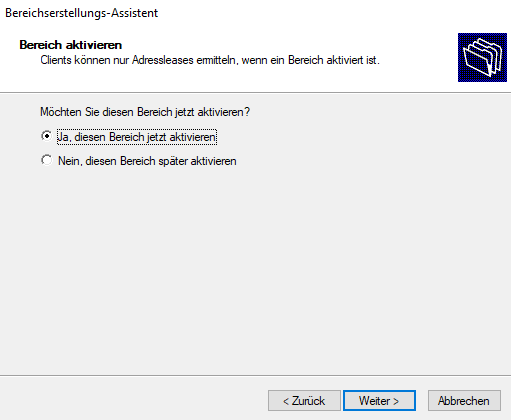 Bereichserstellungs-Assistent
Bereich aktivieren
Clients können nur Adressleases ermitteln, wenn ein Bereich aktiviert ist.
Möchten Sie diesen Bereich jetzt aktivieren?
Ja, diesen Bereich jetzt aktivieren
Nein, diesen Bereich später aktivieren
< Zurück Weiter > Abbrechen